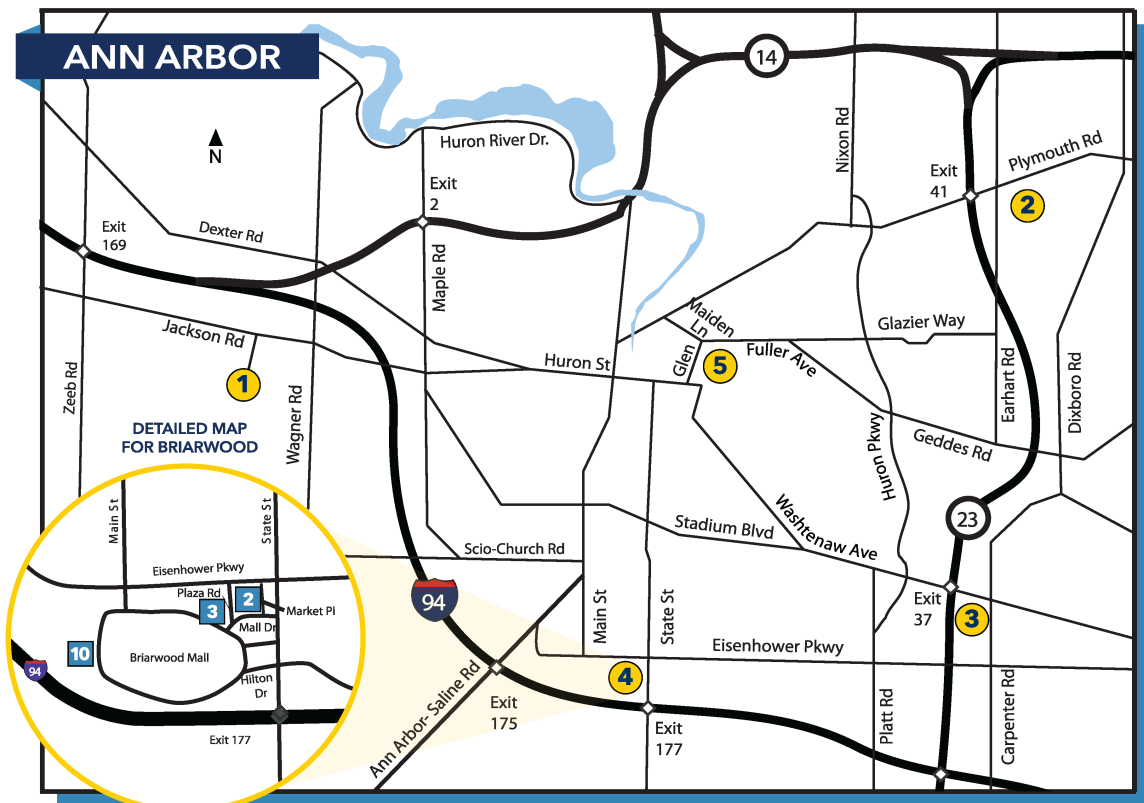 ANN ARBOR
14
N
Huron River Dr.
Nixon Rd
Plymouth Rd
Exit
41
2
Exit
2
Exit
169
Dexter Rd
Maple Rd
Jackson Rd
1
Zeeb Rd
Wagner Rd
Huron St
Maiden
Ln
Glen
5
Fuller Ave
Glazier Way
Earhart Rd
Dixboro Rd
Huron Pkwy
Geddes Rd
23
Stadium Blvd
Washtenaw Ave
Scio-Church Rd
94
Main St
State St
Exit
37
3
Eisenhower Pkwy
4
Ann Arbor- Saline Rd
Exit
175
Exit
177
Platt Rd
Carpenter Rd
DETAILED MAP
FOR BRIARWOOD
Main St
State St
Eisenhower Pkwy
Plaza Rd
3
2
Market Pl
Mall Dr
10
Briarwood Mall
94
Hilton
Dr
Exit 177